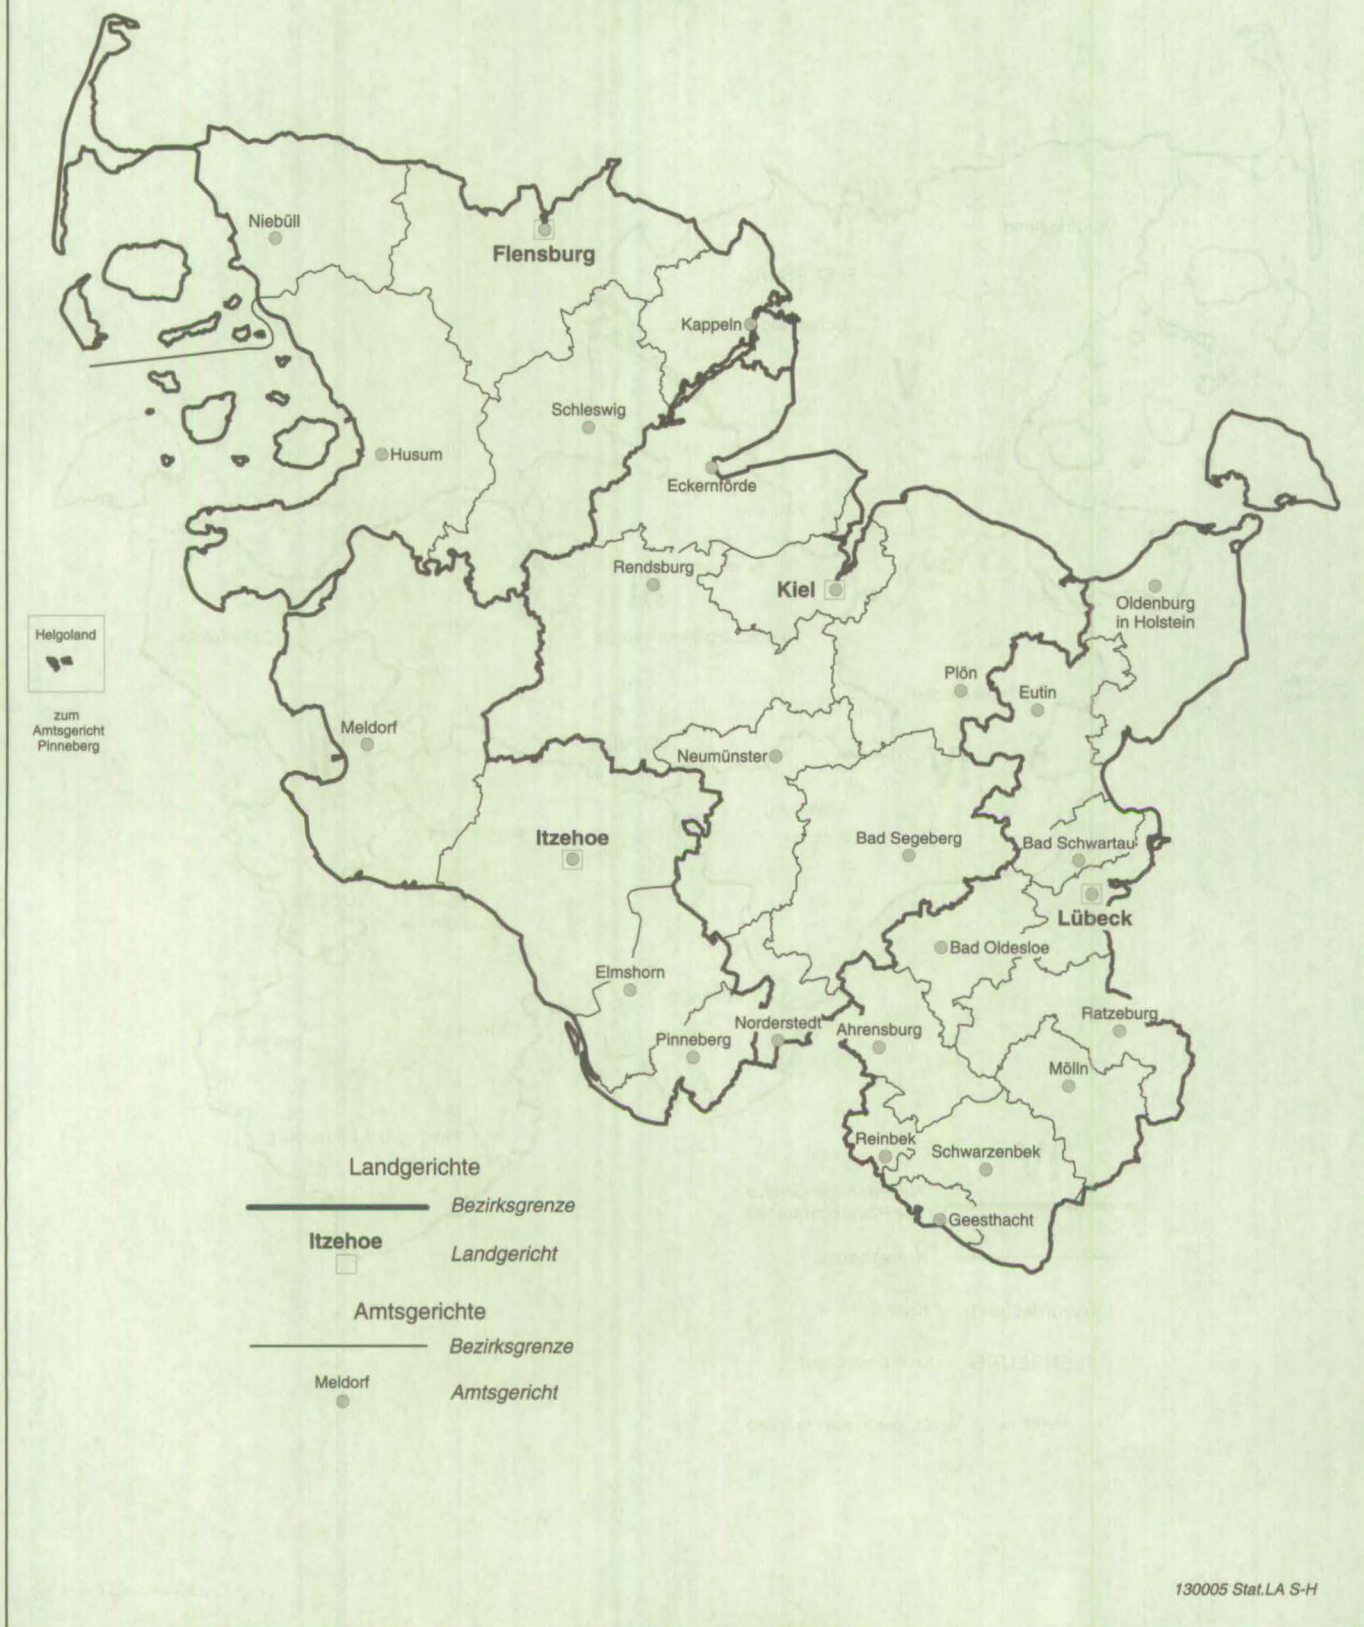 Niebüll
Flensburg
Kappeln
Schleswig
Husum
Eckernförde
Rendsburg
Kiel
Oldenburg
in Holstein
Helgoland
zum
Amtsgericht
Pinneberg
Plön
Eutin
Meldorf
Neumünster
Itzehoe
Bad Segeberg
Bad Schwartau
Lübeck
Bad Oldesloe
Elmshorn
Ratzeburg
Norderstedt
Ahrensburg
Pinneberg
Mölln
Reinbek
Schwarzenbek
Geesthacht
Landgerichte
Bezirksgrenze
Itzehoe
Landgericht
Amtsgerichte
Bezirksgrenze
Meldorf
Amtsgericht
130005 Stat.LA S-H